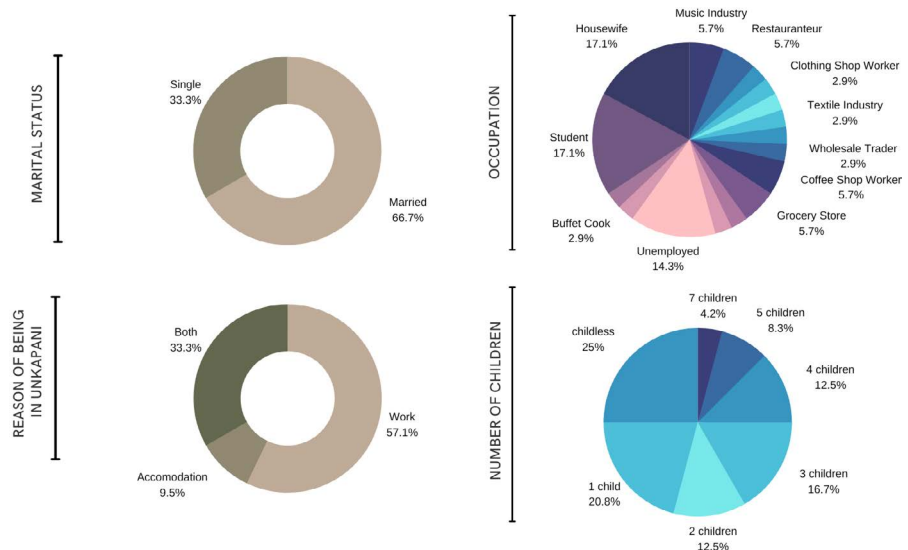 MARITAL STATUS
Single
33.3%
Married
66.7%
OCCUPATION
Music Industry
5.7%
Housewife
17.1%
Restauranteur
5.7%
Clothing Shop Worker
2.9%
Textile Industry
2.9%
Wholesale Trader
2.9%
Coffee Shop Worker
5.7%
Grocery Store
5.7%
Student
17.1%
Buffet Cook
2.9%
Unemployed
14.3%
REASON OF BEING
IN UNKAPANI
Both
33.3%
Work
57.1%
Accomodation
9.5%
NUMBER OF CHILDREN
7 children
4.2%
5 children
8.3%
childless
25%
4 children
12.5%
3 children
16.7%
1 child
20.8%
2 children
12.5%